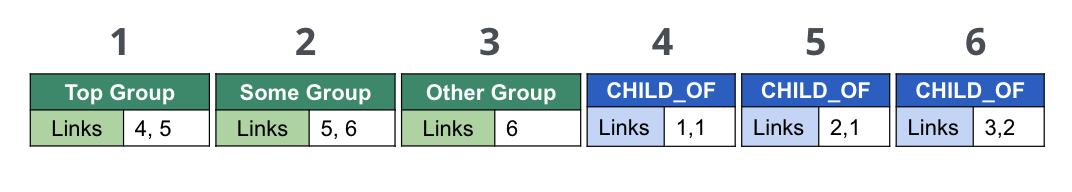 1 2 3 4 5 6
Top Group Some Group Other Group CHILD_OF CHILD_OF CHILD_OF
Links 4, 5 Links 5, 6 Links 6 Links 1,1 Links 2,1 Links 3,2